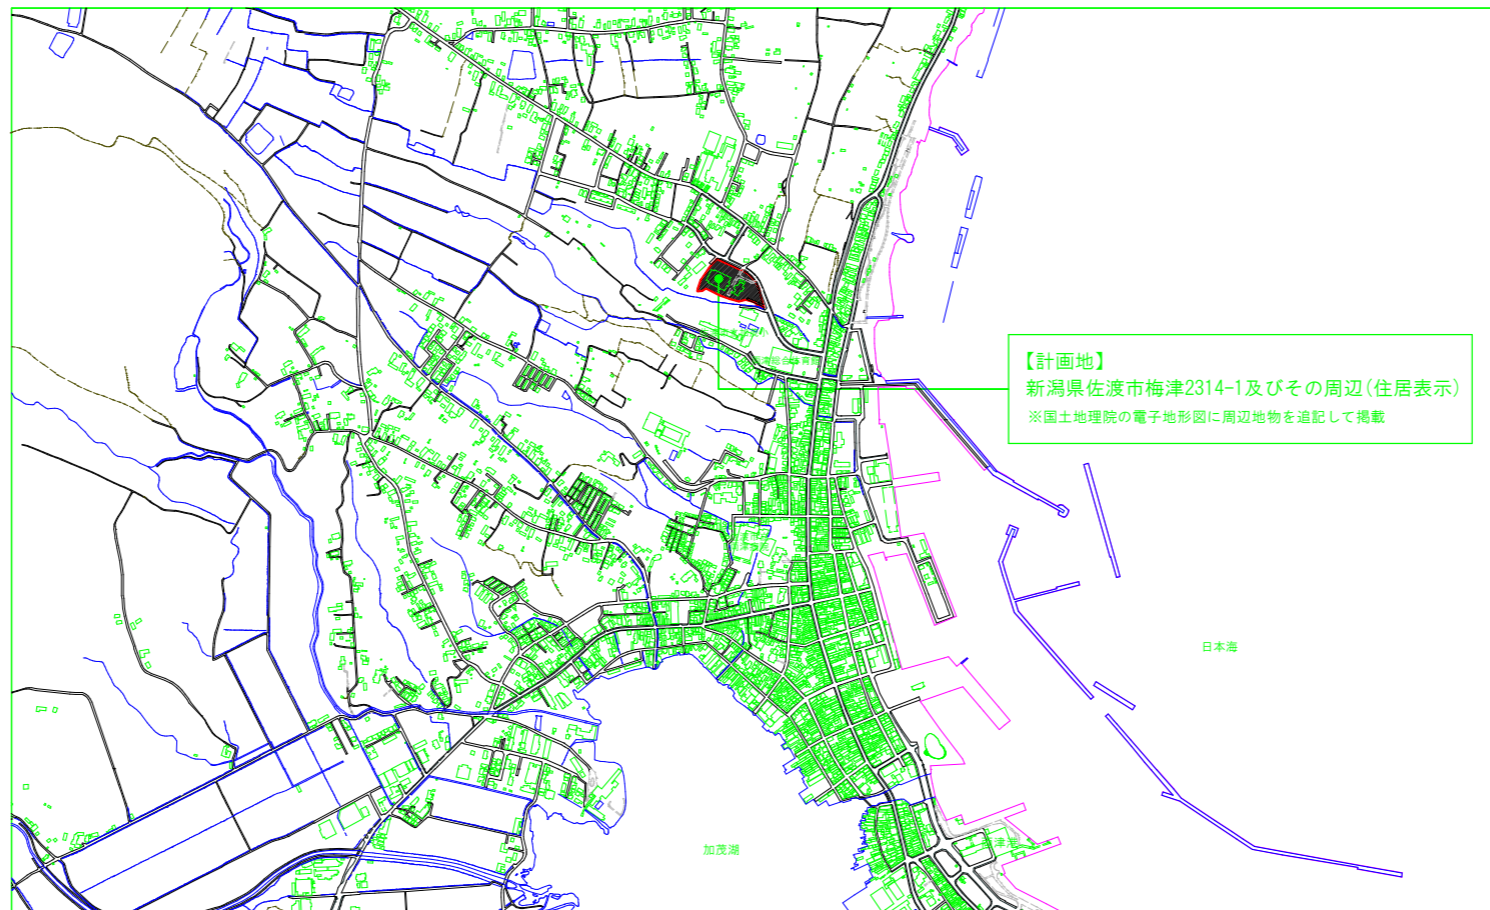 【計画地】
新潟県佐渡市梅津2314-1及びその周辺(住居表示)
※国土地理院の電子地形図に周辺地物を追記して掲載
日本海
加茂湖